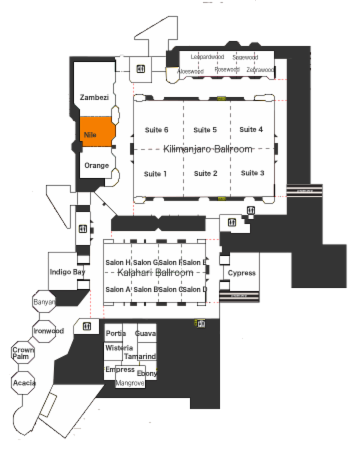 Leopardwood Sagewood
Aloeswood Rosewood Zebrawood
Zambezi
Nile
Orange
Suite 6 Suite 5 Suite 4
Kilimanjaro Ballroom
Suite 1 Suite 2 Suite 3
Indigo Bay
Salon H Salon G Salon F Salon E
Kalahari Ballroom
Salon A Salon B Salon C Salon D
Cypress
Banyan
Ironwood
Crown
Palm
Acacia
Portia Guava
Wisteria
Tamarind
Empress Ebony
Mangrove